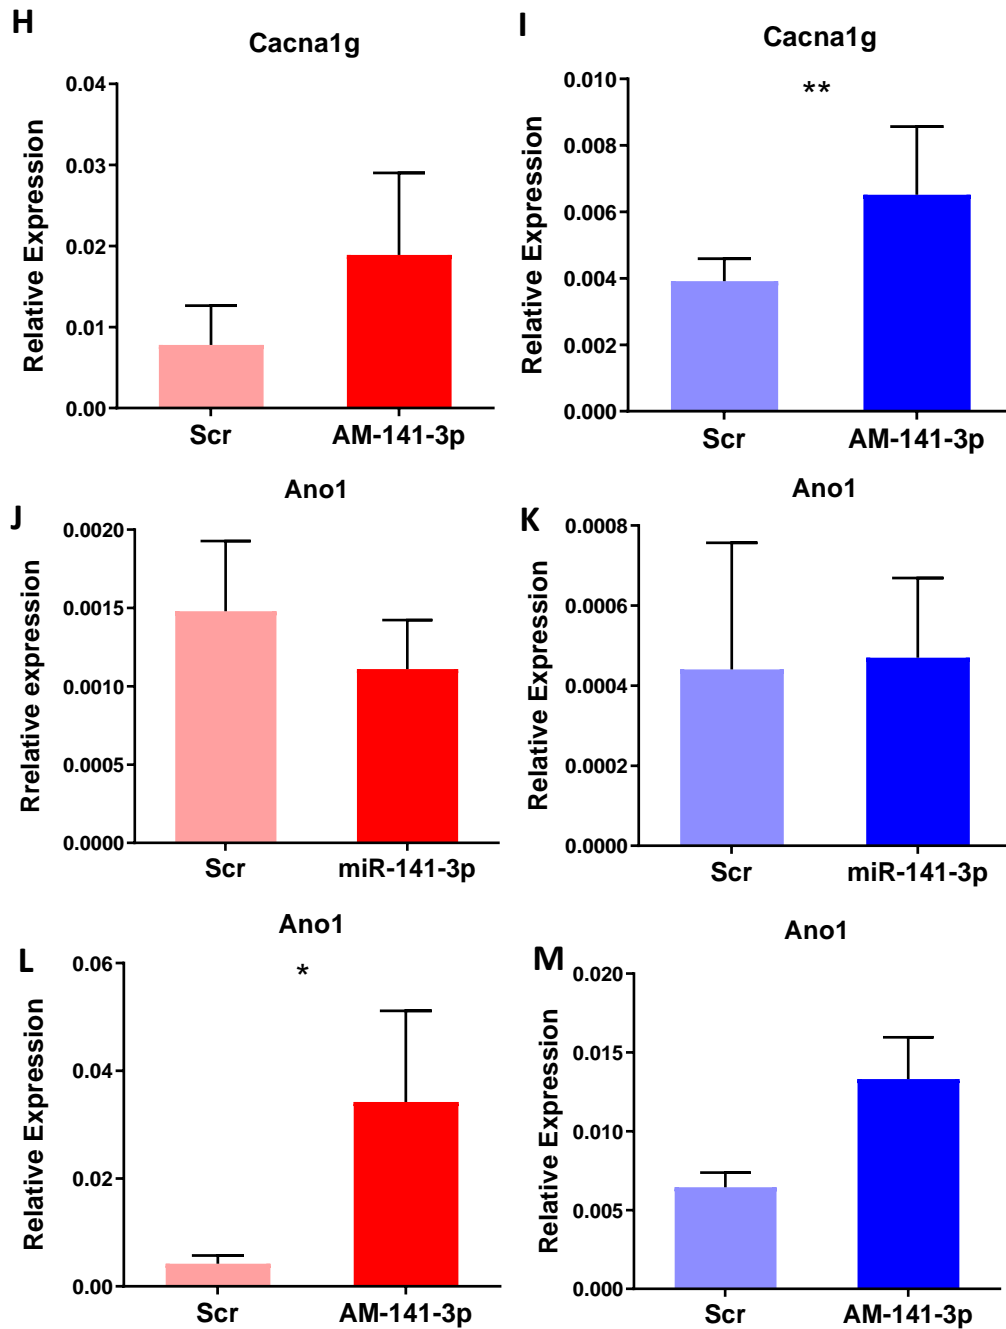 H
Cacna1g
Relative Expression
0.04
0.03
0.02
0.01
0.00
Scr
AM-141-3p
I
Cacna1g
**
Relative Expression
0.010
0.008
0.006
0.004
0.002
0.000
Scr
AM-141-3p
J
Ano1
Rrelative expression
0.0020
0.0015
0.0010
0.0005
0.0000
Scr
miR-141-3p
K
Ano1
Relative Expression
0.0008
0.0006
0.0004
0.0002
0.0000
Scr
miR-141-3p
L
Ano1
*
Relative Expression
0.06
0.04
0.02
0.00
Scr
AM-141-3p
M
Ano1
Relative Expression
0.020
0.015
0.010
0.005
0.000
Scr
AM-141-3p